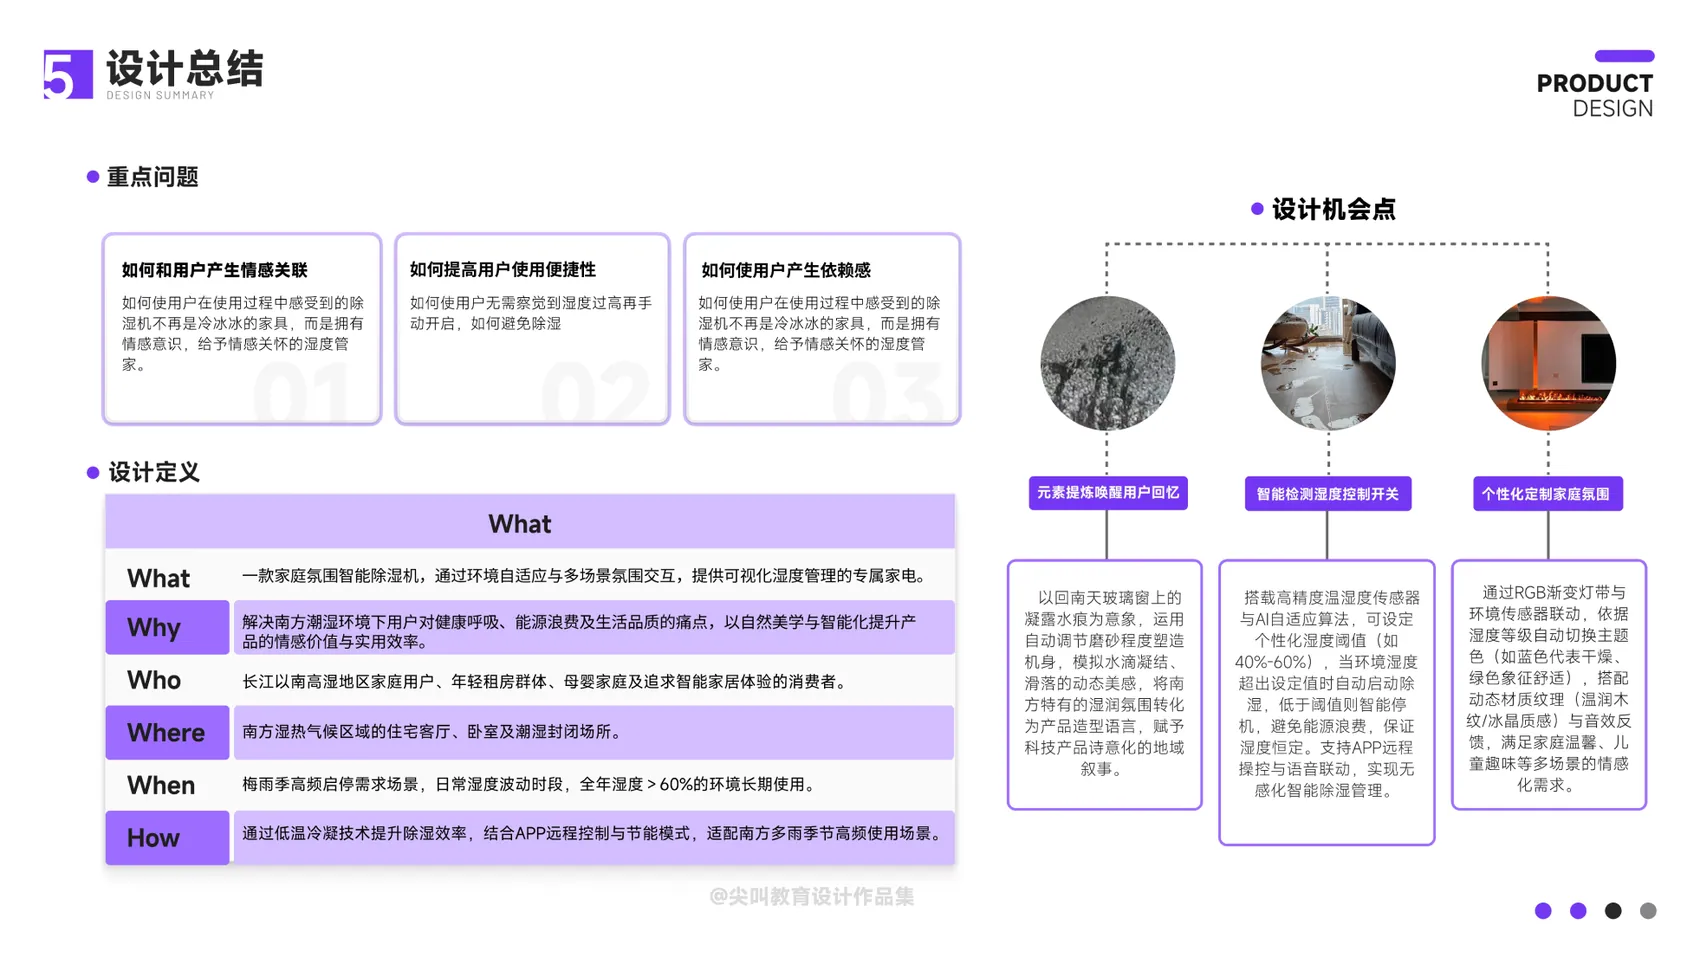 5
设计总结
DESIGN SUMMARY
PRODUCT
DESIGN
重点问题
如何和用户产生情感关联
如何使用户在使用过程中感受到的除
湿机不再是冷冰冰的家具，而是拥有
情感意识，给予情感关怀的湿度管
家。
01
如何提高用户使用便捷性
如何使用户无需察觉到湿度过高再手
动开启，如何避免除湿
02
如何使用户产生依赖感
如何使用户在使用过程中感受到的除
湿机不再是冷冰冰的家具，而是拥有
情感意识，给予情感关怀的湿度管
家。
03
设计定义
What
What
一款家庭氛围智能除湿机，通过环境自适应与多场景氛围交互，提供可视化湿度管理的专属家电。
Why
解决南方潮湿环境下用户对健康呼吸、能源浪费及生活品质的痛点，以自然美学与智能化提升产
品的情感价值与实用效率。
Who
长江以南高湿地区家庭用户、年轻租房群体、母婴家庭及追求智能家居体验的消费者。
Where
南方湿热气候区域的住宅客厅、卧室及潮湿封闭场所。
When
梅雨季高频启停需求场景，日常湿度波动时段，全年湿度＞60%的环境长期使用。
How
通过低温冷凝技术提升除湿效率，结合APP远程控制与节能模式，适配南方多雨季节高频使用场景。
设计机会点
元素提炼唤醒用户回忆
以回南天玻璃窗上的
凝露水痕为意象，运用
自动调节磨砂程度塑造
机身，模拟水滴凝结、
滑落的动态美感，将南
方特有的湿润氛围转化
为产品造型语言，赋予
科技产品诗意化的地域
叙事。
智能检测湿度控制开关
搭载高精度温湿度传感器
与AI自适应算法，可设定
个性化湿度阈值（如
40%-60%），当环境湿度
超出设定值时自动启动除
湿，低于阈值则智能停
机，避免能源浪费，保证
湿度恒定。支持APP远程
操控与语音联动，实现无
感化智能除湿管理。
个性化定制家庭氛围
通过RGB渐变灯带与
环境传感器联动，依据
湿度等级自动切换主题
色（如蓝色代表干燥、
绿色象征舒适），搭配
动态材质纹理（温润木
纹/冰晶质感）与音效反
馈，满足家庭温馨、儿
童趣味等多场景的情感
化需求。
@尖叫教育设计作品集